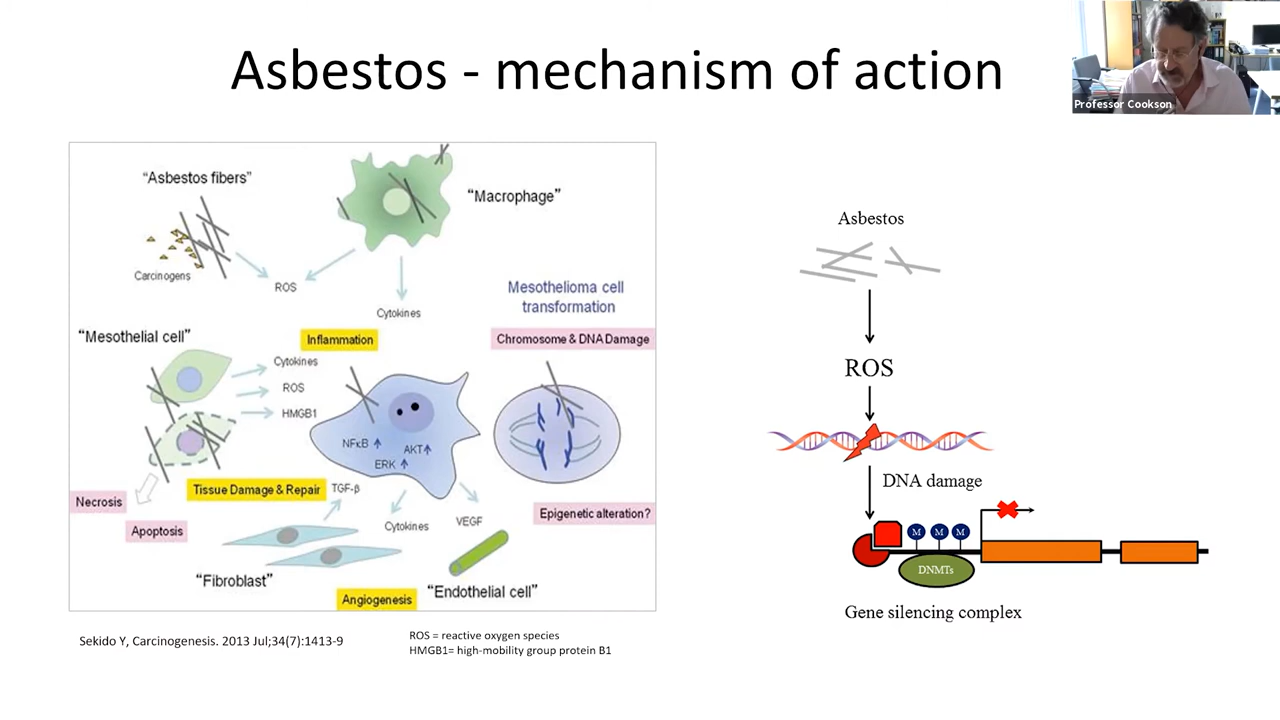 Asbestos - mechanism of action
Professor Cookson
“Asbestos fibers”
“Macrophage”
Carcinogens
ROS
Cytokines
Mesothelioma cell
transformation
“Mesothelial cell”
Inflammation
Chromosome & DNA Damage
Cytokines
ROS
HMGB1
NFκB
AKT
ERK
Tissue Damage & Repair
TGF-β
Necrosis
Apoptosis
Cytokines
VEGF
Epigenetic alteration?
“Fibroblast”
“Endothelial cell”
Angiogenesis
Sekido Y, Carcinogenesis. 2013 Jul;34(7):1413-9
ROS = reactive oxygen species
HMGB1= high-mobility group protein B1
Asbestos
ROS
DNA damage
M M M
DNMTs
Gene silencing complex